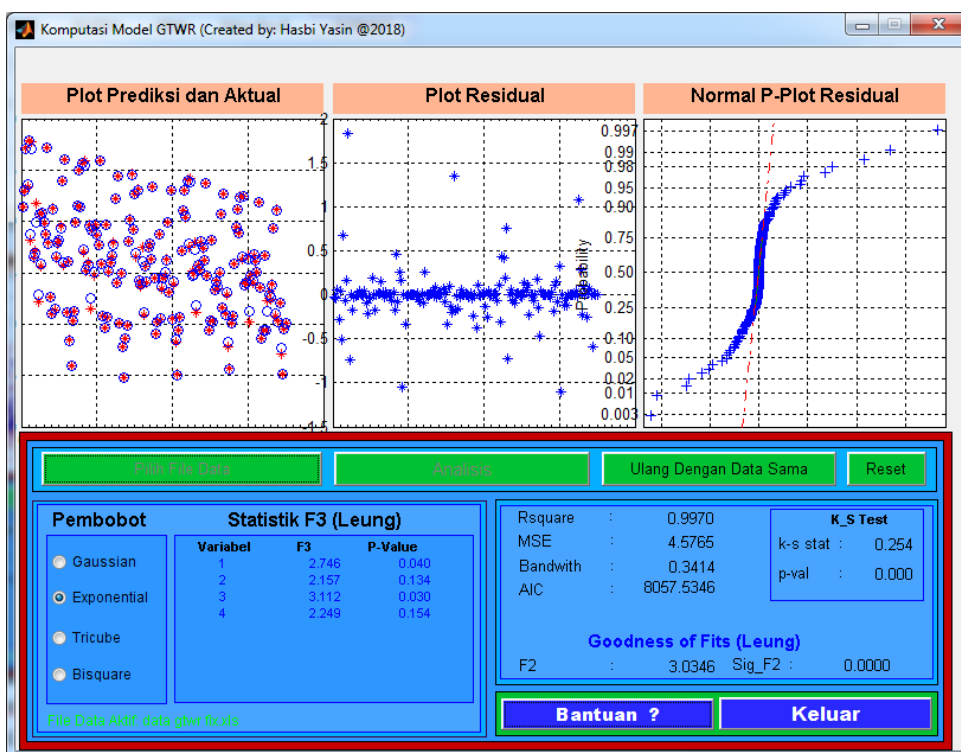 Komputasi Model GTWR (Created by: Hasbi Yasin @2018)
Plot Prediksi dan Aktual
Plot Residual
Normal P-Plot Residual
2
1.5
1
0.5
0
-0.5
-1
-1.5
Probability
0.997
0.99
0.98
0.95
0.90
0.75
0.50
0.25
0.10
0.05
0.02
0.01
0.003
Pilih File Data
Analisis
Ulang Dengan Data Sama
Reset
Pembobot
Gaussian
Exponential
Tricube
Bisquare
Statistik F3 (Leung)
Variabel F3 P-Value
1 2.746 0.040
2 2.157 0.134
3 3.112 0.030
4 2.249 0.154
File Data Aktif: data
Rsquare : 0.9970
MSE : 4.5765
Bandwith : 0.3414
AIC : 8057.5346
K_S Test
k-s stat : 0.254
p-val : 0.000
Goodness of Fits (Leung)
F2 : 3.0346 Sig_F2 : 0.0000
Bantuan ?
Keluar